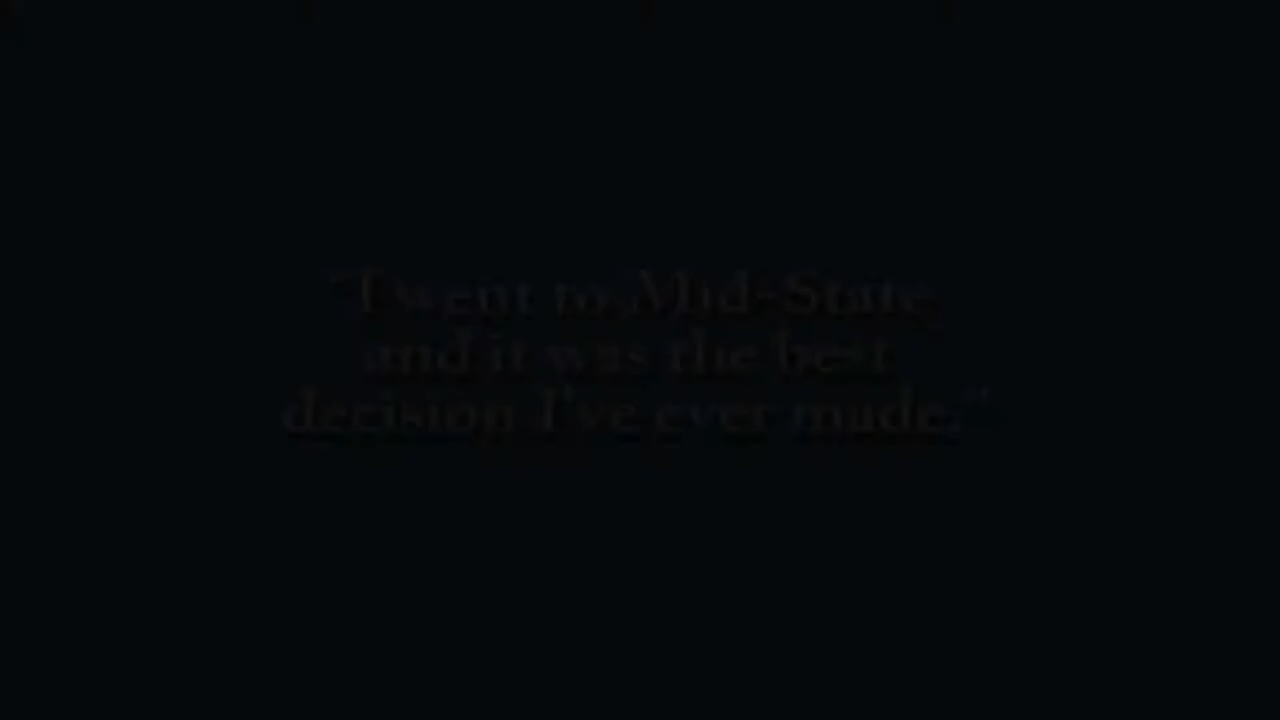 "I went to Mid-State
and it was the best
decision I've ever made."